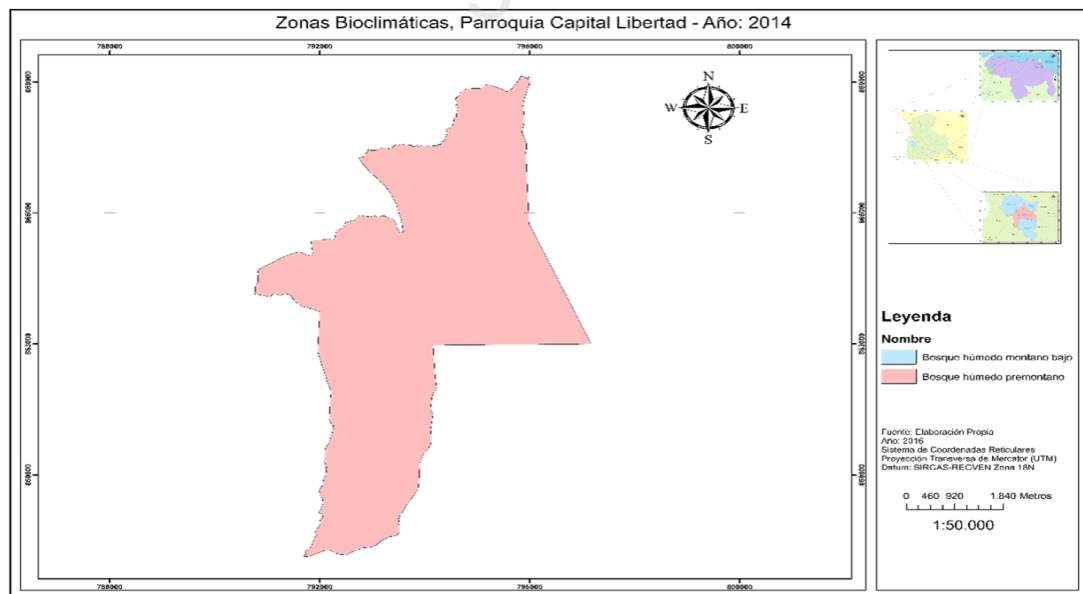 Zonas Bioclimáticas, Parroquia Capital Libertad - Año: 2014
788000 792000 796000 800000
N
W E
S
Leyenda
Nombre
Bosque húmedo montano bajo
Bosque húmedo premontano
Fuente: Elaboración Propia
Año: 2016
Sistema de Coordenadas Reticulares
Proyección Transversa de Mercator (UTM)
Datum: SIRGAS-REGVEN Zona 18N
0 460 920 1.840 Metros
1:50.000
788000 792000 796000 800000